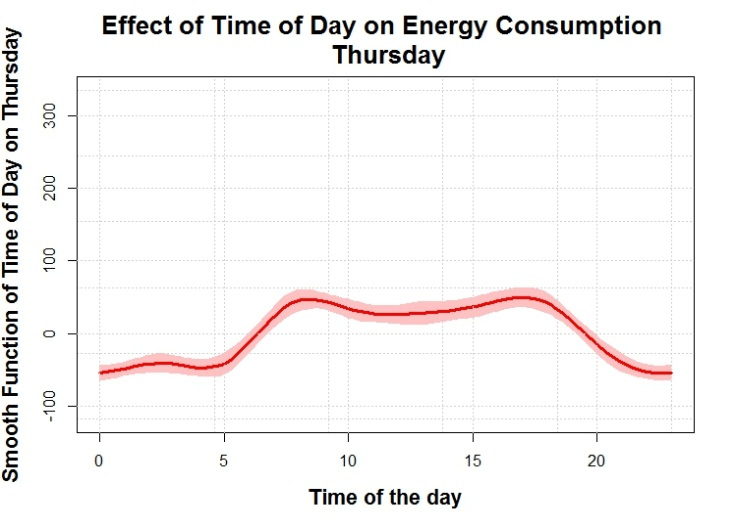 Effect of Time of Day on Energy Consumption
Thursday
Smooth Function of Time of Day on Thursday
300
200
100
0
-100
0 5 10 15 20
Time of the day